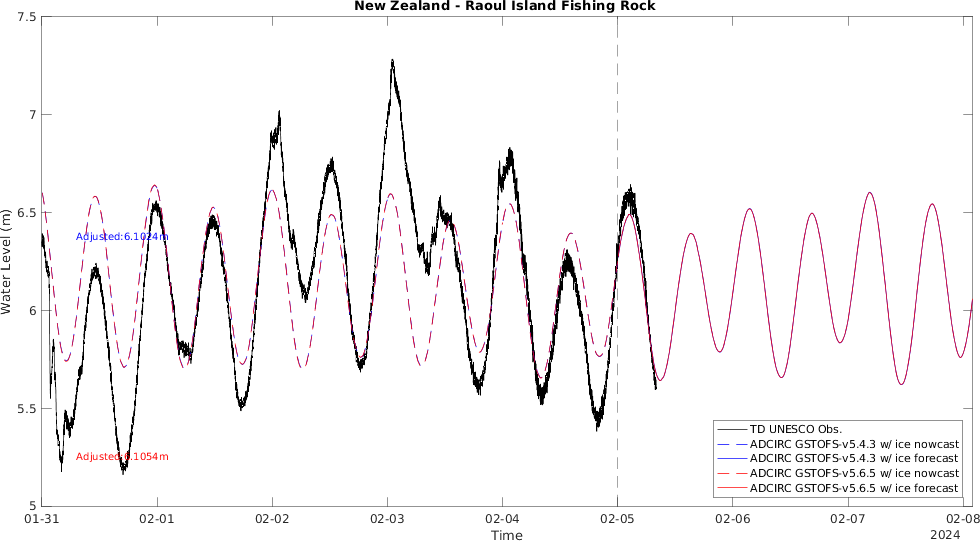 New Zealand - Raoul Island Fishing Rock
7.5
7
6.5
6
5.5
5
Water Level (m)
Adjusted:6.1024m
Adjusted:6.1054m
TD UNESCO Obs.
ADCIRC GSTOFS-v5.4.3 w/ ice nowcast
ADCIRC GSTOFS-v5.4.3 w/ ice forecast
ADCIRC GSTOFS-v5.6.5 w/ ice nowcast
ADCIRC GSTOFS-v5.6.5 w/ ice forecast
01-31 02-01 02-02 02-03 02-04 02-05 02-06 02-07 02-08
Time
2024